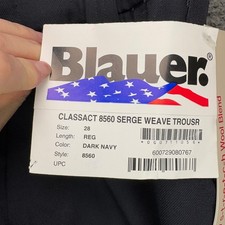 Blauer.®
CLASSACT 8560 SERGE WEAVE TROUSR
Size: 28
Length: REG
Color: DARK NAVY
Style: 8560
UPC
600729080767
Wool Blend